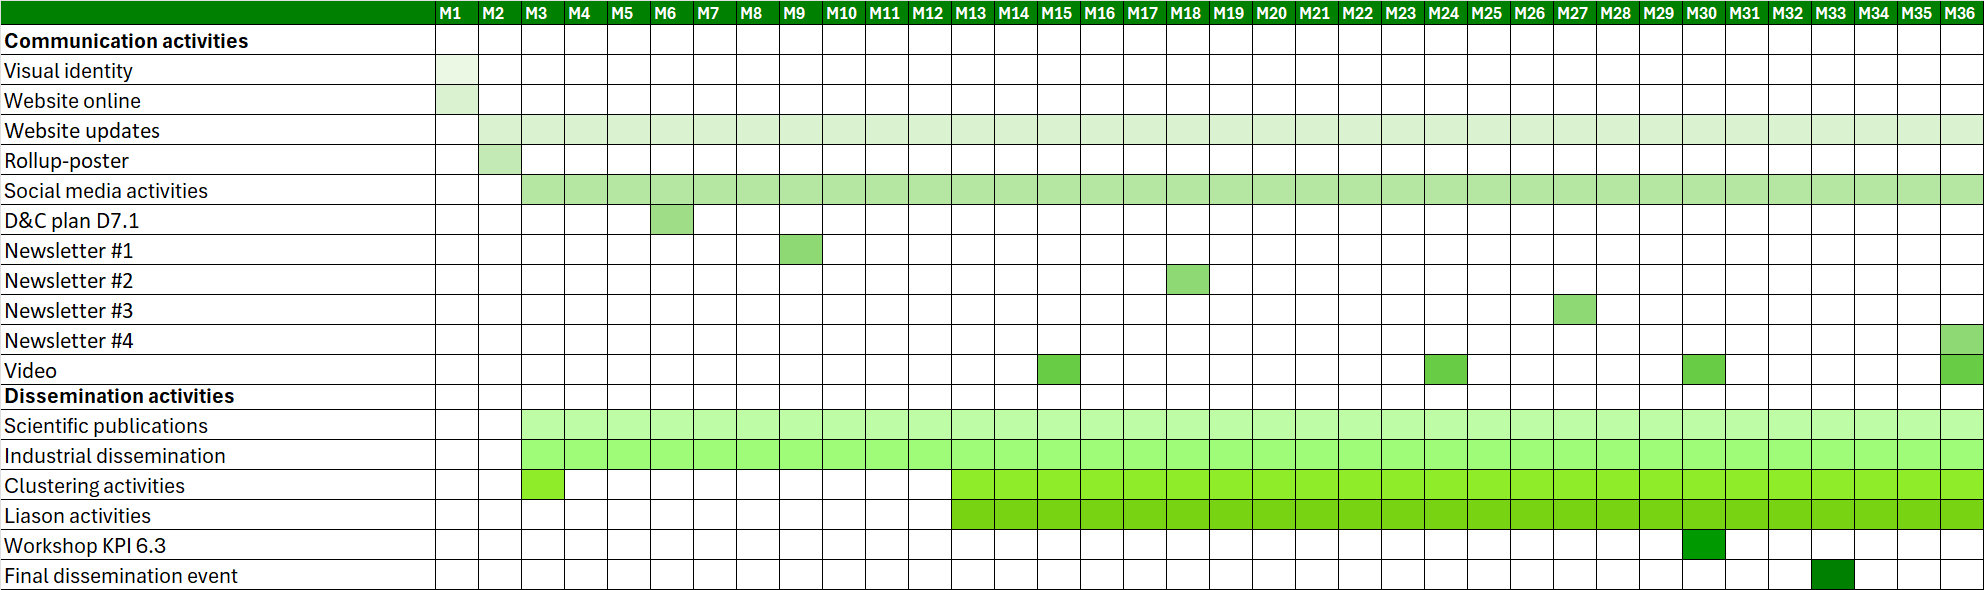 M1 M2 M3 M4 M5 M6 M7 M8 M9 M10 M11 M12 M13 M14 M15 M16 M17 M18 M19 M20 M21 M22 M23 M24 M25 M26 M27 M28 M29 M30 M31 M32 M33 M34 M35 M36
Communication activities
Visual identity
Website online
Website updates
Rollup-poster
Social media activities
D&C plan D7.1
Newsletter #1
Newsletter #2
Newsletter #3
Newsletter #4
Video
Dissemination activities
Scientific publications
Industrial dissemination
Clustering activities
Liason activities
Workshop KPI 6.3
Final dissemination event